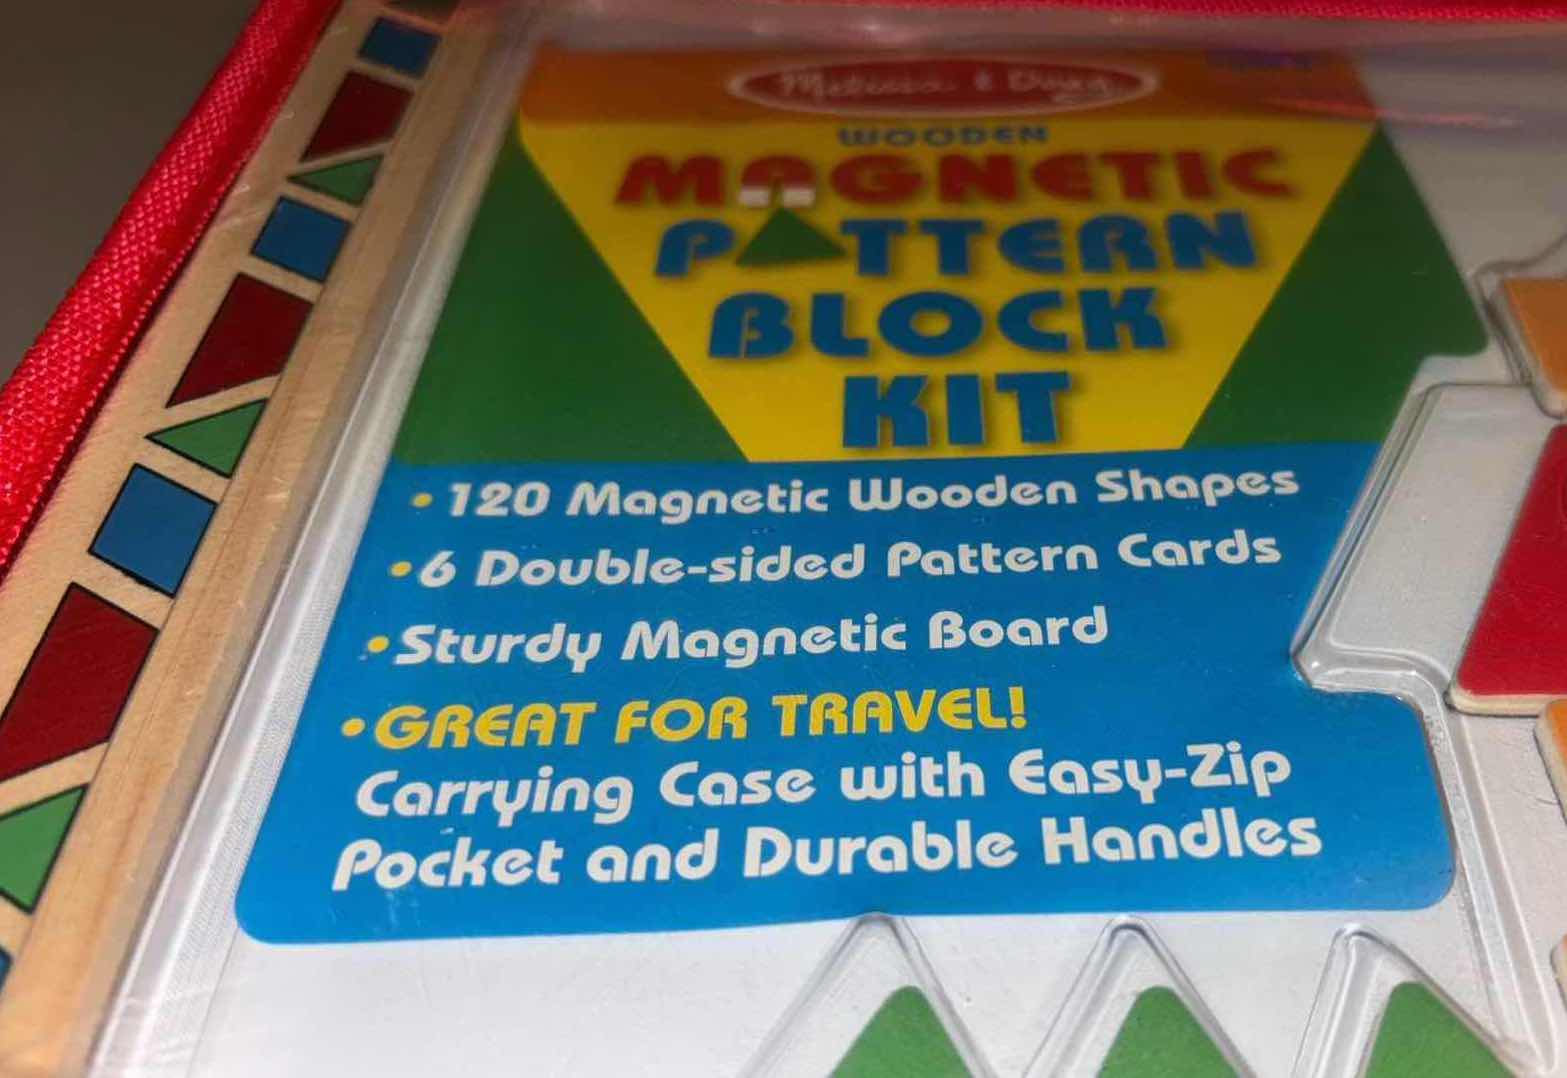 Melissa & Doug
WOODEN
MAGNETIC
PATTERN
BLOCK
KIT
• 120 Magnetic Wooden Shapes
• 6 Double-sided Pattern Cards
• Sturdy Magnetic Board
• GREAT FOR TRAVEL!
Carrying Case with Easy-Zip
Pocket and Durable Handles